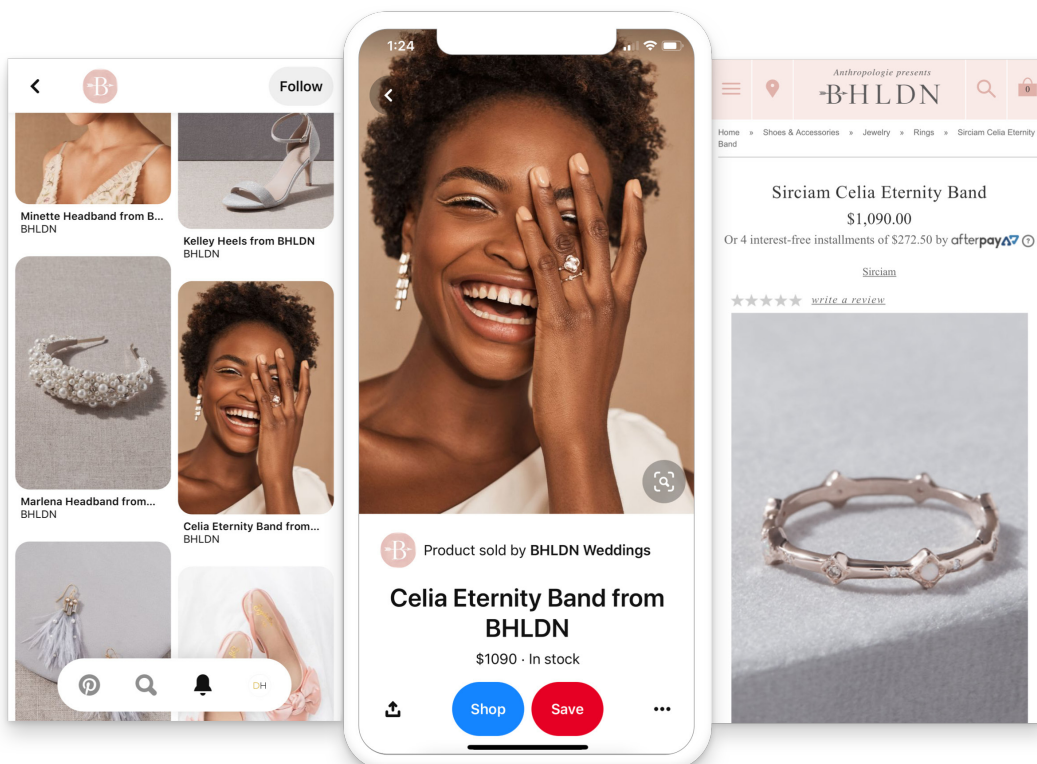 B
Follow
Minette Headband from B...
BHLDN
Kelley Heels from BHLDN
BHLDN
Marlena Headband from...
BHLDN
Celia Eternity Band from...
BHLDN
DH
1:24
B
Product sold by BHLDN Weddings
Celia Eternity Band from
BHLDN
$1090 · In stock
Shop
Save
Anthropologie presents
BHLDN
0
Home » Shoes & Accessories » Jewelry » Rings » Sirciam Celia Eternity
Band
Sirciam Celia Eternity Band
$1,090.00
Or 4 interest-free installments of $272.50 by afterpay ?
Sirciam
write a review